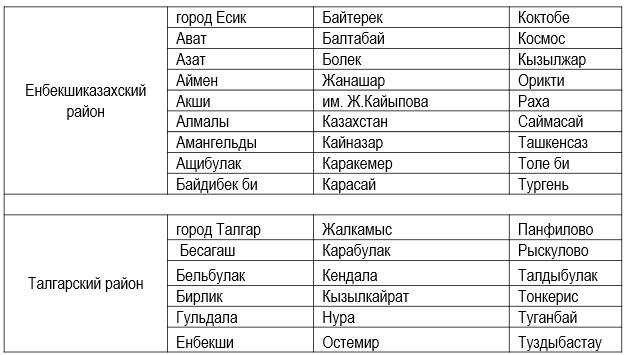 Енбекшиказахский район
город Есик Байтерек Коктобе
Ават Балтабай Космос
Азат Болек Кызылжар
Аймен Жанашар Орикти
Акши им. Ж.Кайыпова Раха
Алмалы Казахстан Саймасай
Амангельды Кайназар Ташкенсаз
Ащибулак Каракемер Толе би
Байдибек би Карасай Тургень
Талгарский район
город Талгар Жалкамыс Панфилово
Бесагаш Карабулак Рыскулово
Бельбулак Кендала Талдыбулак
Бирлик Кызылкайрат Тонкерис
Гульдала Нура Туганбай
Енбекши Остемир Туздыбастау